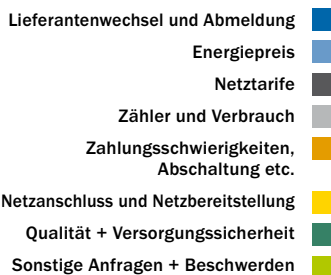 Lieferantenwechsel und Abmeldung
Energiepreis
Netztarife
Zähler und Verbrauch
Zahlungsschwierigkeiten,
Abschaltung etc.
Netzanschluss und Netzbereitstellung
Qualität + Versorgungssicherheit
Sonstige Anfragen + Beschwerden